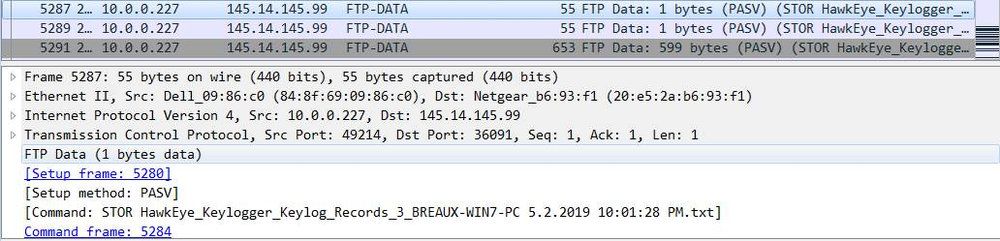 5287 2... 10.0.0.227 145.14.145.99 FTP-DATA 55 FTP Data: 1 bytes (PASV) (STOR HawkEye_Keylogger_...
5289 2... 10.0.0.227 145.14.145.99 FTP-DATA 55 FTP Data: 1 bytes (PASV) (STOR HawkEye_Keylogger_...
5291 2... 10.0.0.227 145.14.145.99 FTP-DATA 653 FTP Data: 599 bytes (PASV) (STOR HawkEye_Keylogge...
Frame 5287: 55 bytes on wire (440 bits), 55 bytes captured (440 bits)
Ethernet II, Src: Dell_09:86:c0 (84:8f:69:09:86:c0), Dst: Netgear_b6:93:f1 (20:e5:2a:b6:93:f1)
Internet Protocol Version 4, Src: 10.0.0.227, Dst: 145.14.145.99
Transmission Control Protocol, Src Port: 49214, Dst Port: 36091, Seq: 1, Ack: 1, Len: 1
FTP Data (1 bytes data)
[Setup frame: 5280]
[Setup method: PASV]
[Command: STOR HawkEye_Keylogger_Keylog_Records_3_BREAUX-WIN7-PC 5.2.2019 10:01:28 PM.txt]
Command frame: 5284